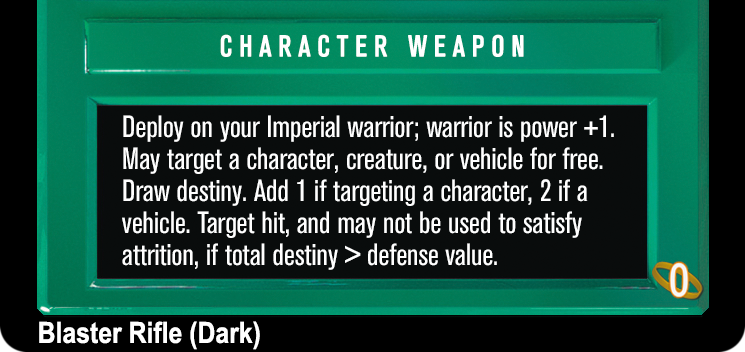 CHARACTER WEAPON
Deploy on your Imperial warrior; warrior is power +1.
May target a character, creature, or vehicle for free.
Draw destiny. Add 1 if targeting a character, 2 if a
vehicle. Target hit, and may not be used to satisfy
attrition, if total destiny > defense value.
0
Blaster Rifle (Dark)